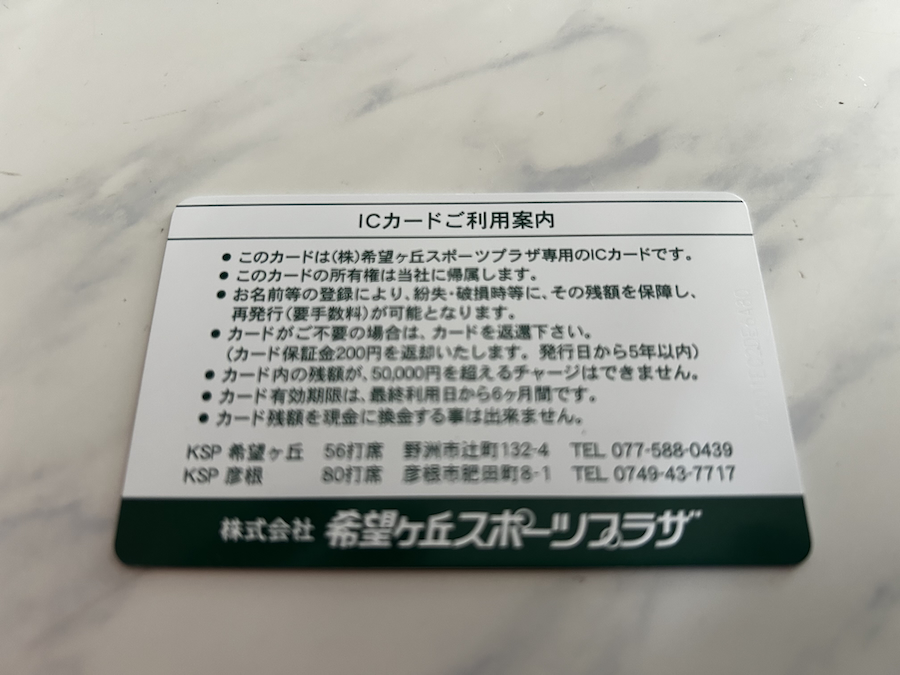 ICカードご利用案内
● このカードは(株)希望ヶ丘スポーツプラザ専用のICカードです。
● このカードの所有権は当社に帰属します。
● お名前等の登録により、紛失・破損時等に、その残額を保障し、
再発行(要手数料)が可能となります。
● カードがご不要の場合は、カードを返還下さい。
(カード保証金200円を返却いたします。発行日から5年以内)
● カード内の残額が、50,000円を超えるチャージはできません。
● カード有効期限は、最終利用日から6ヶ月間です。
● カード残額を現金に換金する事は出来ません。
KSP 希望ヶ丘 56打席 野洲市辻町132-4 TEL 077-588-0439
KSP 彦根 80打席 彦根市肥田町8-1 TEL 0749-43-7717
株式会社 希望ヶ丘スポーツプラザ